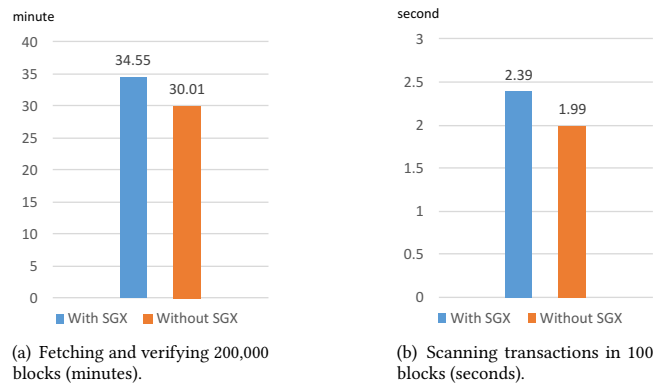 minute
40
35
30
25
20
15
10
5
0
34.55
30.01
With SGX Without SGX
(a) Fetching and verifying 200,000
blocks (minutes).
second
3
2.5
2
1.5
1
0.5
0
2.39
1.99
With SGX Without SGX
(b) Scanning transactions in 100
blocks (seconds).